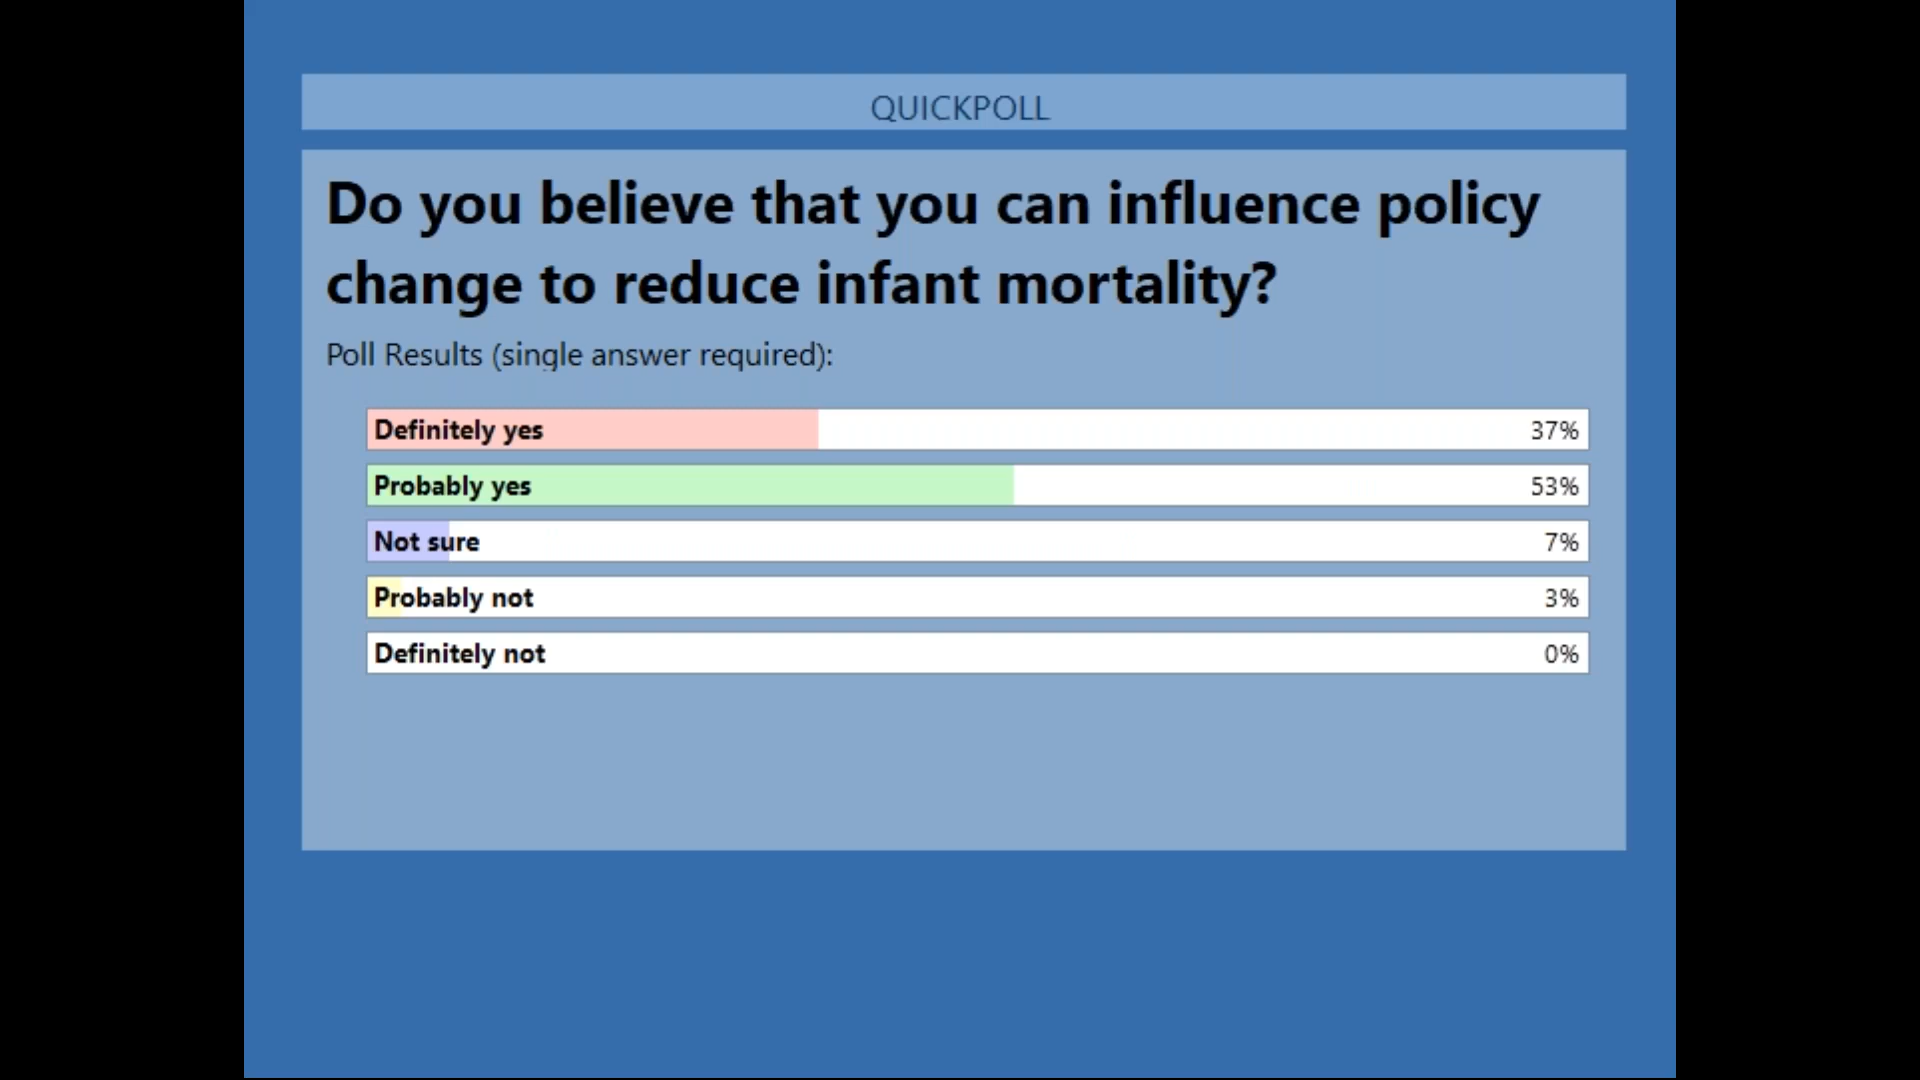 QUICKPOLL
Do you believe that you can influence policy
change to reduce infant mortality?
Poll Results (single answer required):
Definitely yes 37%
Probably yes 53%
Not sure 7%
Probably not 3%
Definitely not 0%